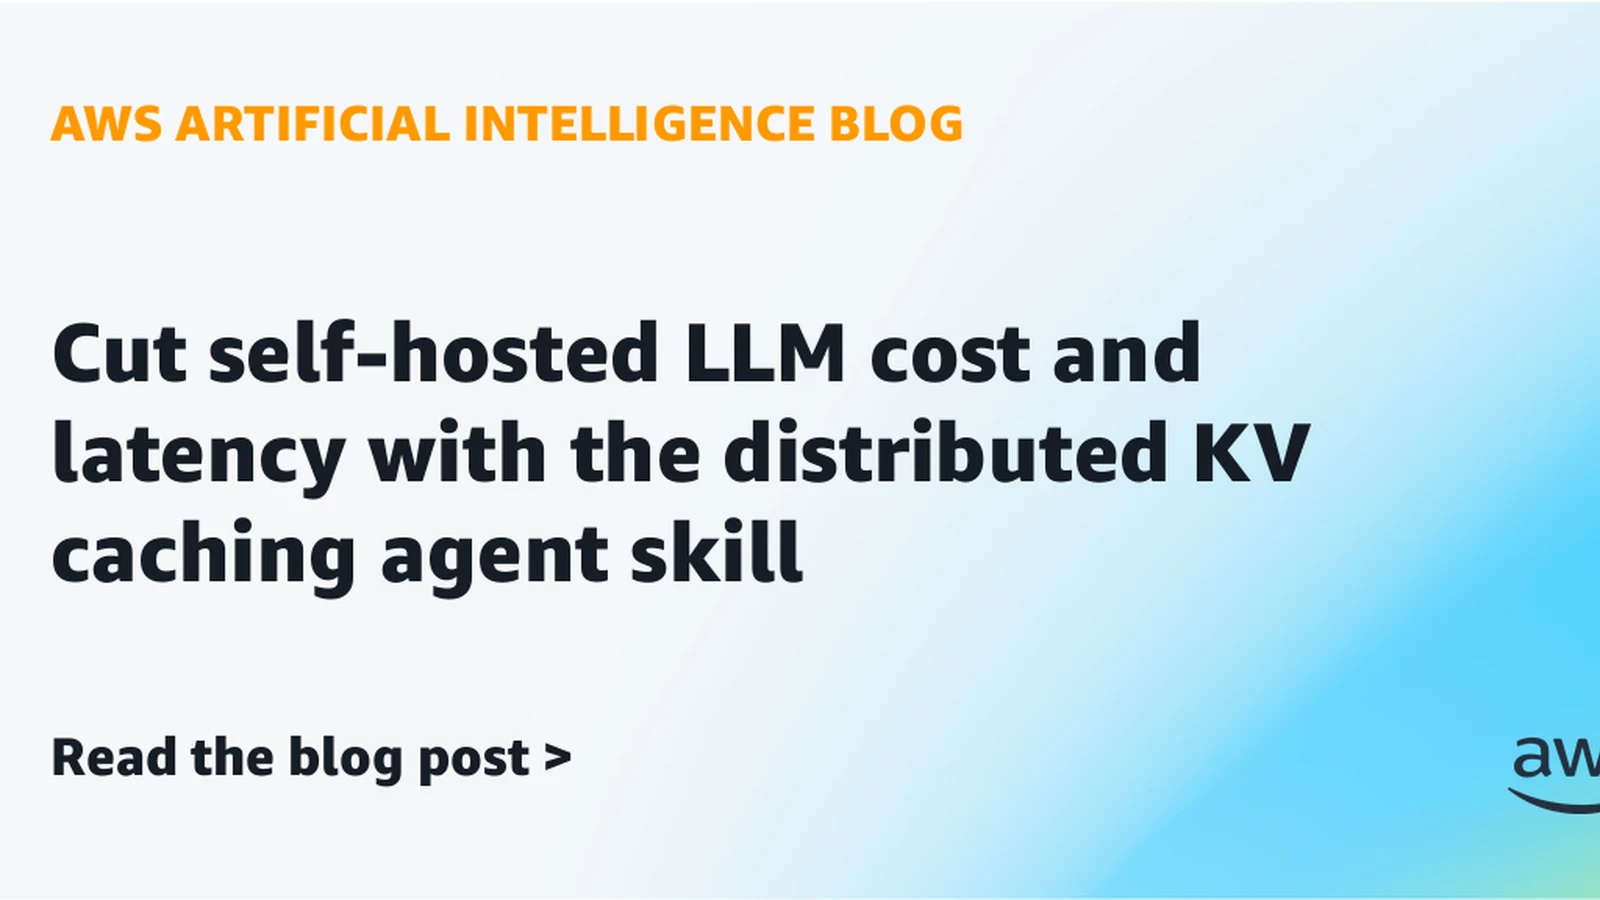 AWS ARTIFICIAL INTELLIGENCE BLOG
Cut self-hosted LLM cost and
latency with the distributed KV
caching agent skill
Read the blog post >
aw